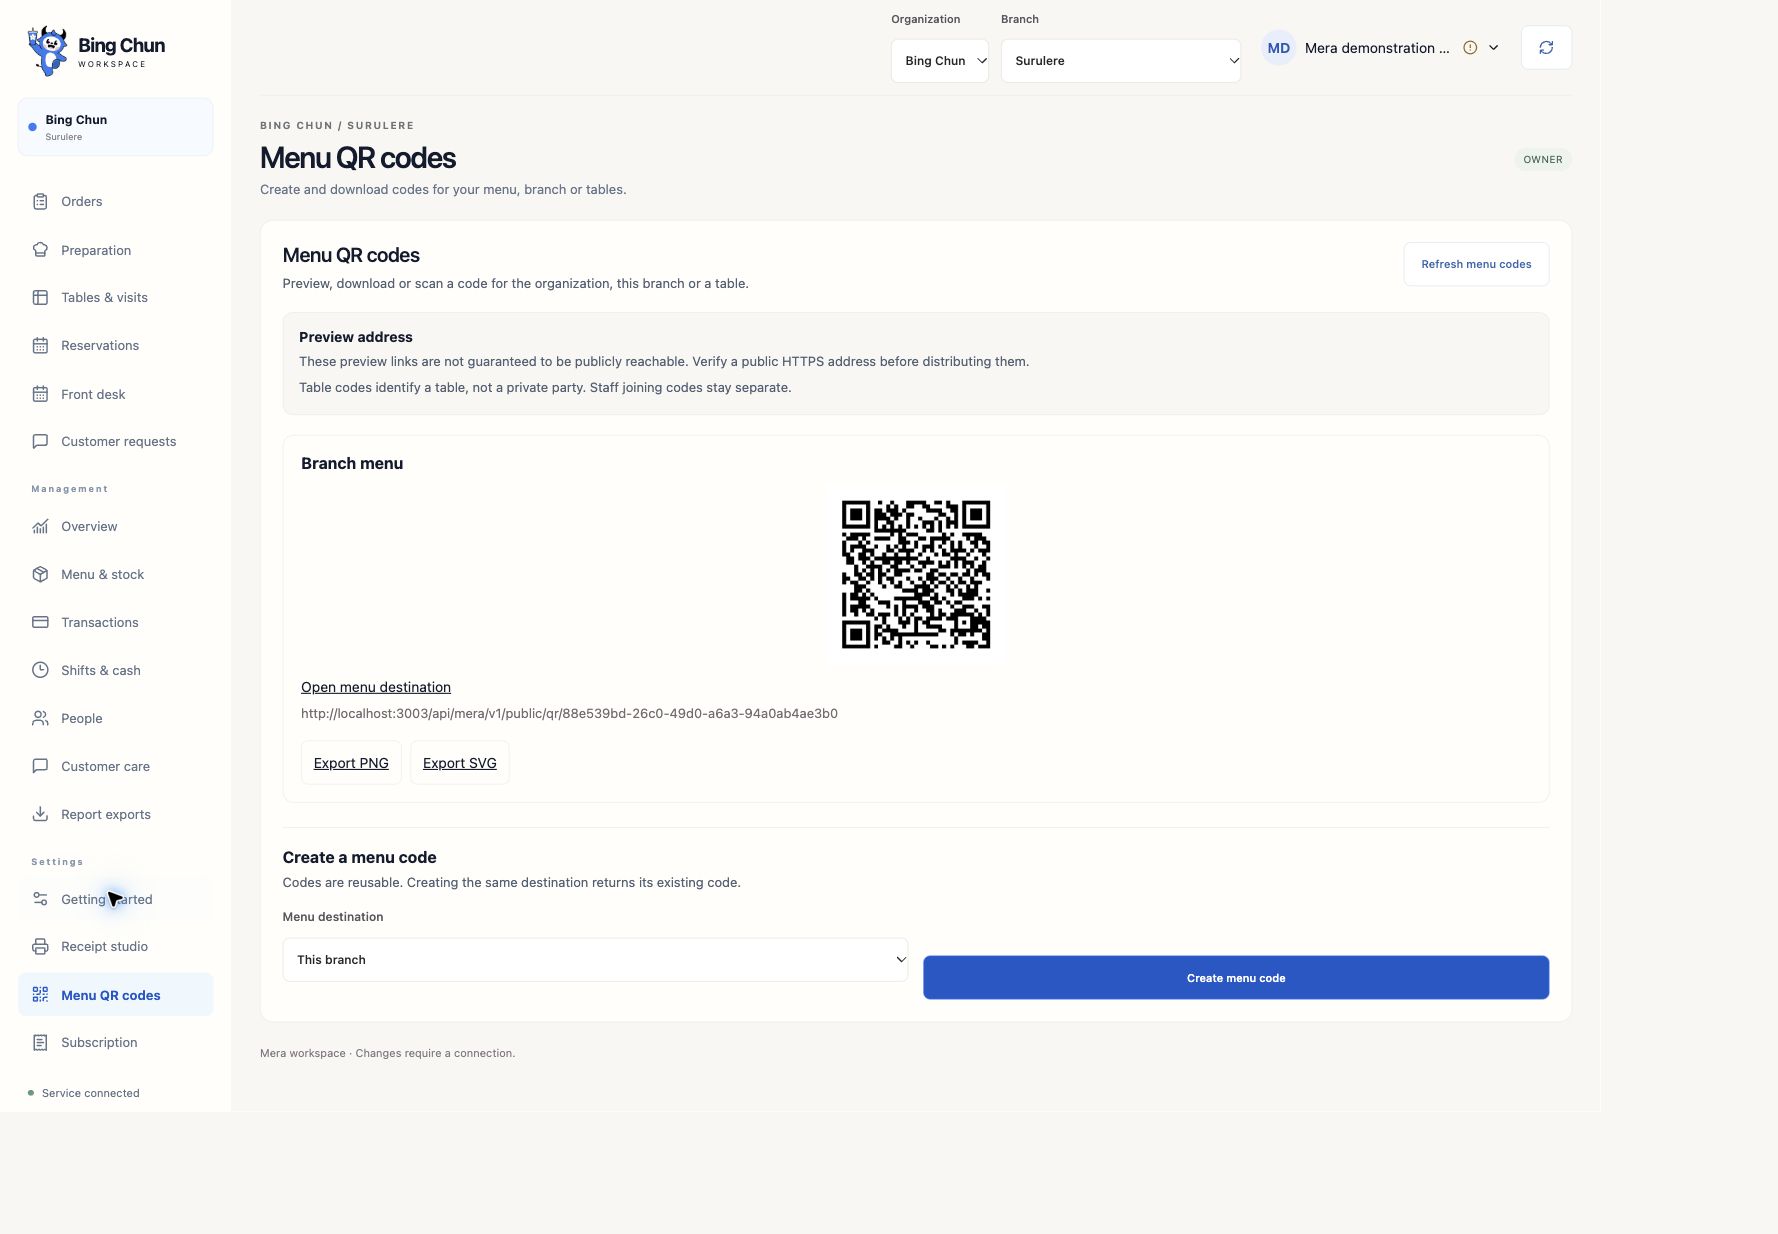 Bing Chun
WORKSPACE
Bing Chun
Surulere
Orders
Preparation
Tables & visits
Reservations
Front desk
Customer requests
Management
Overview
Menu & stock
Transactions
Shifts & cash
People
Customer care
Report exports
Settings
Getting
Receipt studio
Menu QR codes
Subscription
Service connected
Organization
Bing Chun
Branch
Surulere
MD
Mera demonstration ...
BING CHUN / SURULERE
Menu QR codes
Create and download codes for your menu, branch or tables.
OWNER
Menu QR codes
Preview, download or scan a code for the organization, this branch or a table.
Refresh menu codes
Preview address
These preview links are not guaranteed to be publicly reachable. Verify a public HTTPS address before distributing them.
Table codes identify a table, not a private party. Staff joining codes stay separate.
Branch menu
Open menu destination
http://localhost:3003/api/mera/v1/public/qr/88e539bd-26c0-49d0-a6a3-94a0ab4ae3b0
Export PNG
Export SVG
Create a menu code
Codes are reusable. Creating the same destination returns its existing code.
Menu destination
This branch
Create menu code
Mera workspace · Changes require a connection.